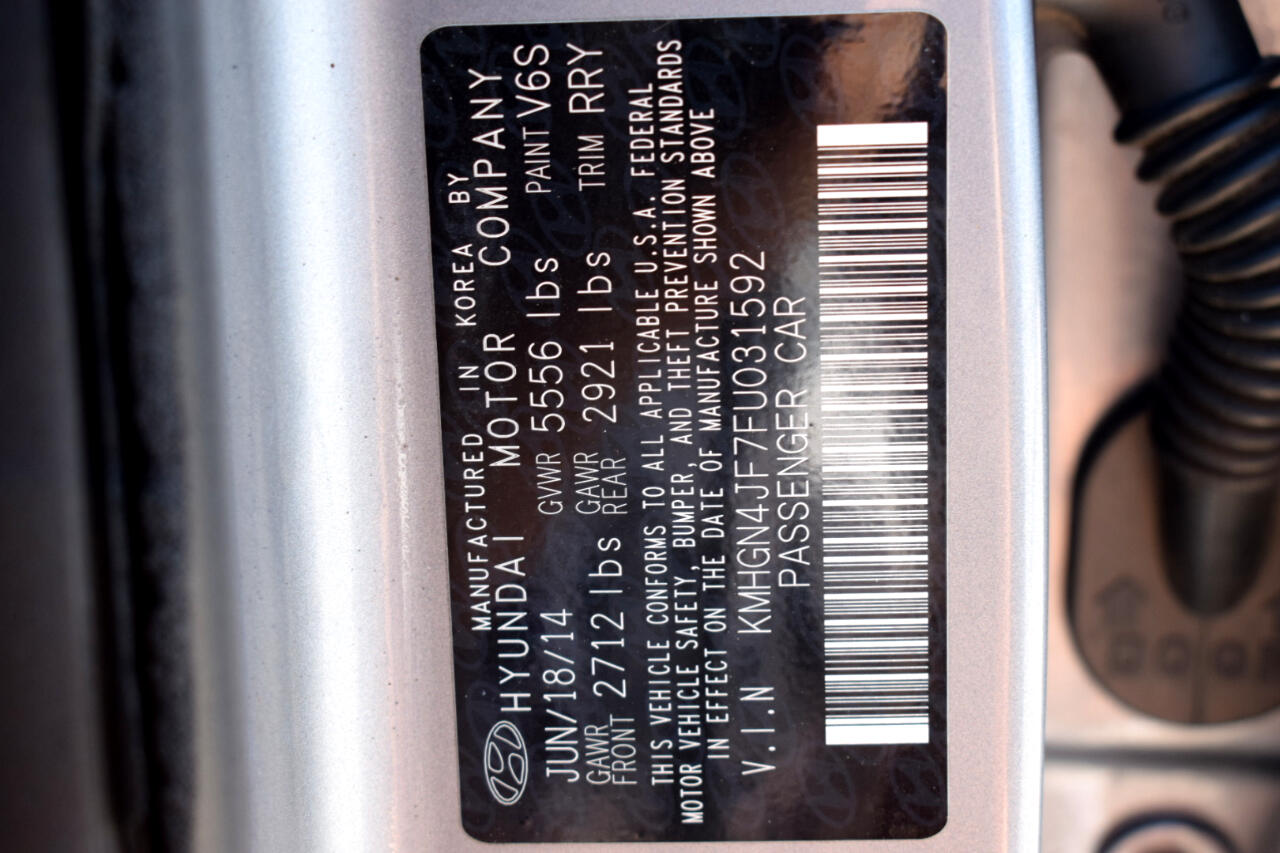 MANUFACTURED IN KOREA BY
HYUNDAI MOTOR COMPANY
JUN/18/14 GVWR 5556 lbs PAINT V6S
GAWR FRONT 2712 lbs GAWR REAR 2921 lbs TRIM RRY
THIS VEHICLE CONFORMS TO ALL APPLICABLE U.S.A. FEDERAL
MOTOR VEHICLE SAFETY, BUMPER, AND THEFT PREVENTION STANDARDS
IN EFFECT ON THE DATE OF MANUFACTURE SHOWN ABOVE
V.I.N KMHGN4JF7FU031592
PASSENGER CAR